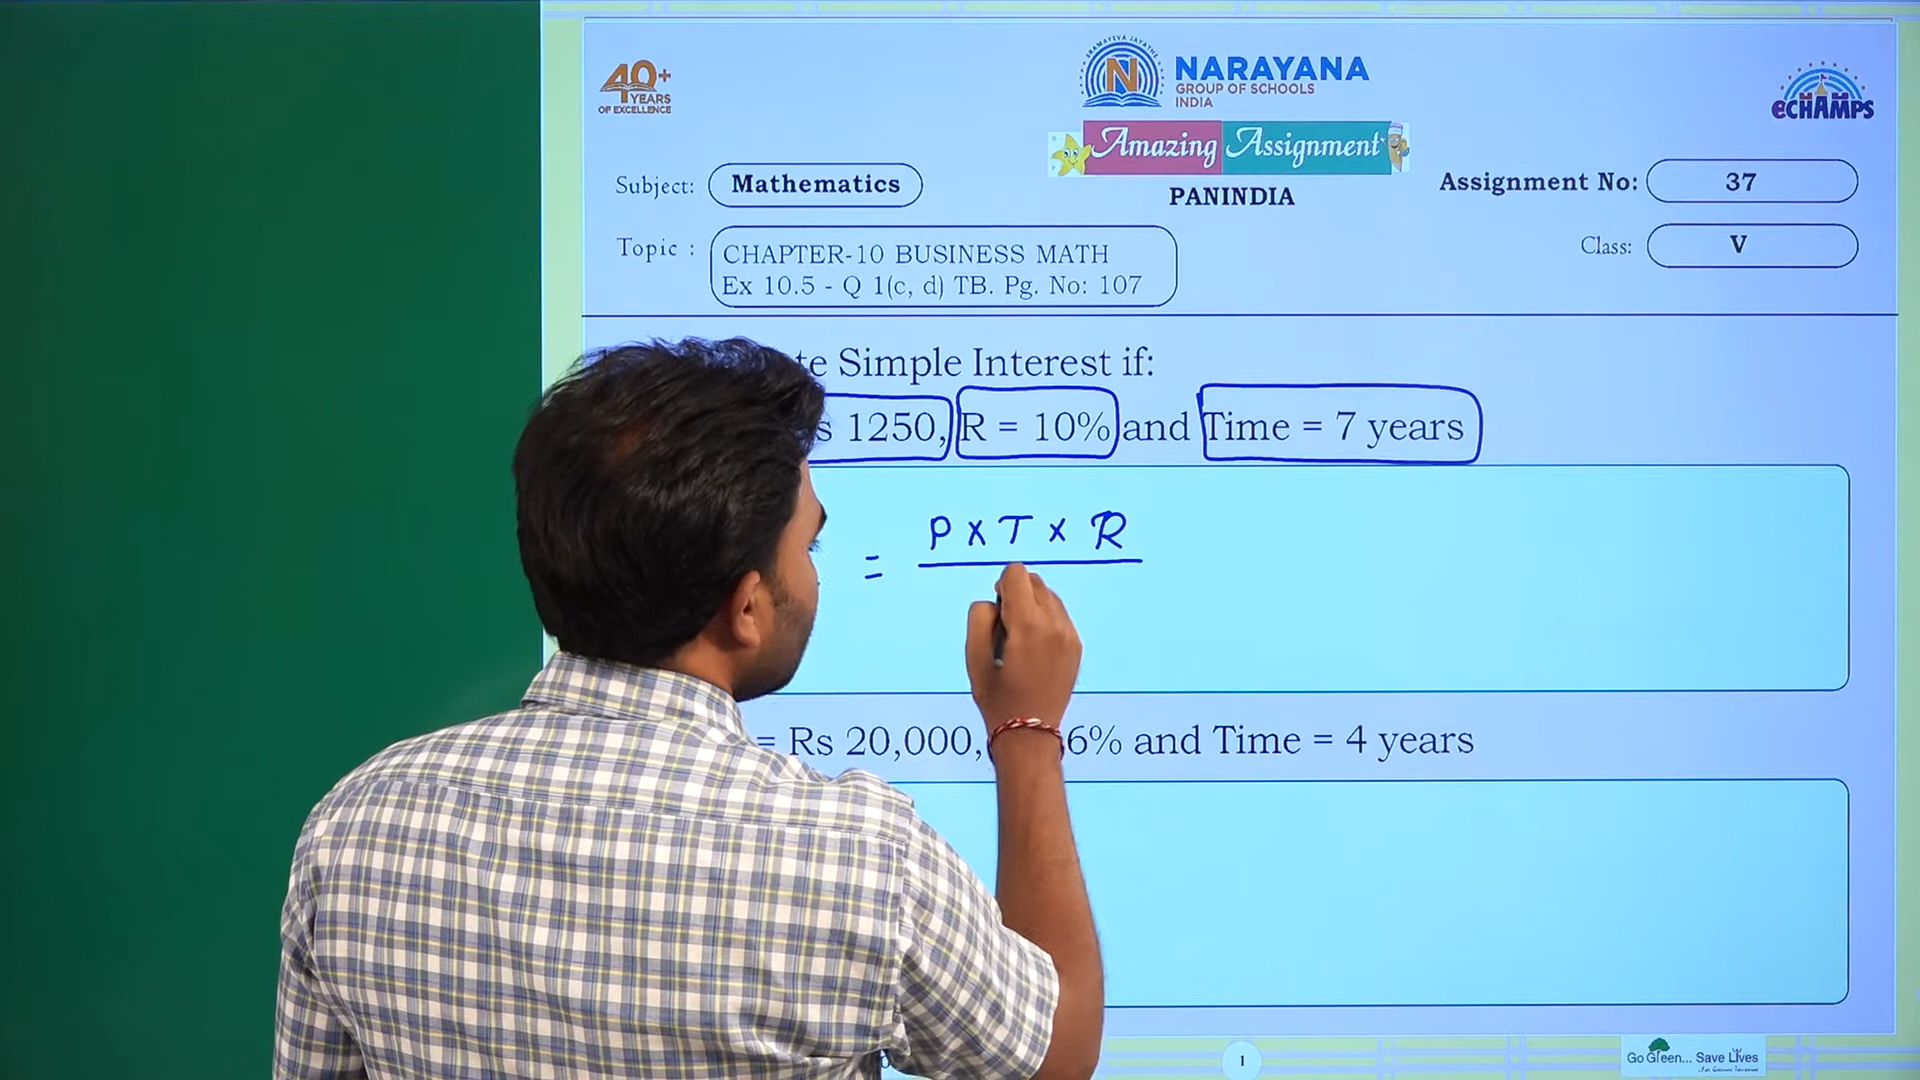 40+
YEARS
OF EXCELLENCE
SRAMAYEVA JAYATHE
N
NARAYANA
GROUP OF SCHOOLS
INDIA
eCHAMPS
Amazing Assignment
PANINDIA
Subject: Mathematics
Assignment No: 37
Topic : CHAPTER-10 BUSINESS MATH
Ex 10.5 - Q 1(c, d) TB. Pg. No: 107
Class: V
Simple Interest if:
1250, R = 10% and Time = 7 years
= P x T x R
= Rs 20,000, 6% and Time = 4 years
1
Go Green... Save Lives